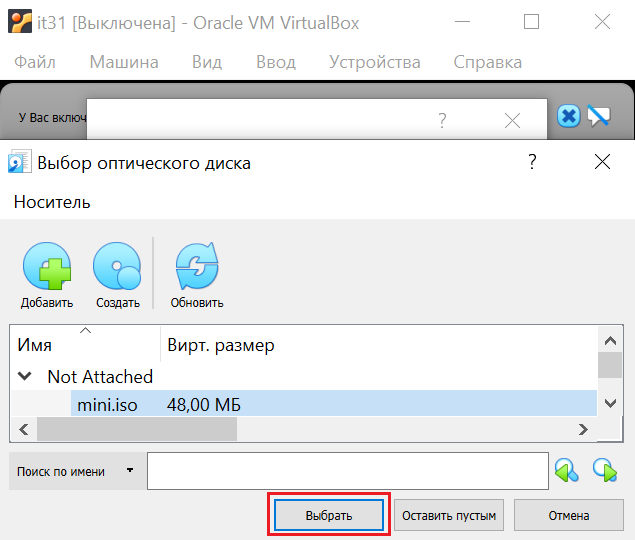 it31 [Выключена] - Oracle VM VirtualBox
Файл Машина Вид Ввод Устройства Справка
У Вас включ
?
Выбор оптического диска ?
Носитель
Добавить Создать Обновить
Имя Вирт. размер
Not Attached
mini.iso 48,00 МБ
Поиск по имени
Выбрать Оставить пустым Отмена